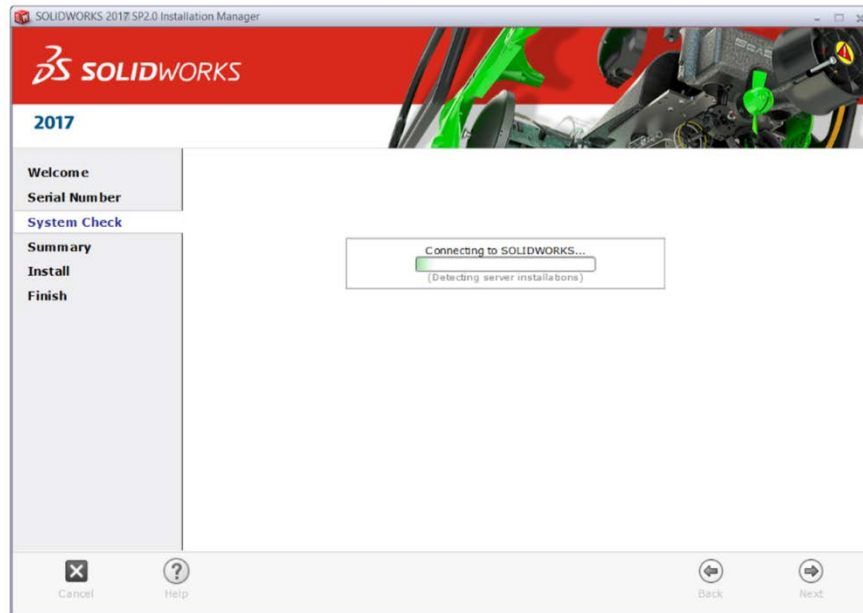 SOLIDWORKS 2017 SP2.0 Installation Manager
SOLIDWORKS
2017
Welcome
Serial Number
System Check
Summary
Install
Finish
Connecting to SOLIDWORKS...
(Detecting server installations)
Cancel
Help
Back
Next